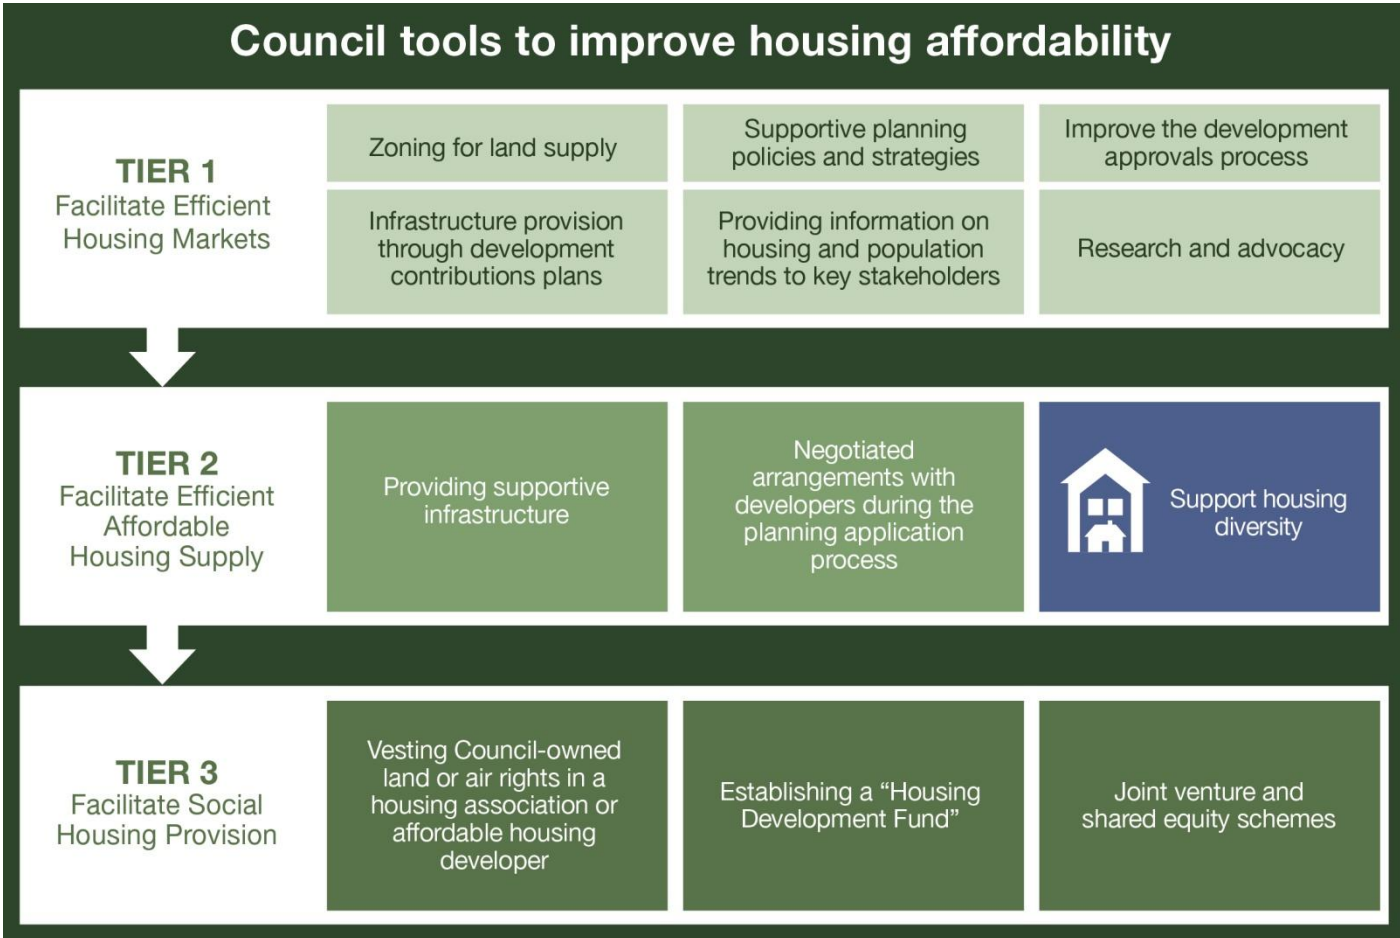 Council tools to improve housing affordability
TIER 1
Facilitate Efficient
Housing Markets
Zoning for land supply
Supportive planning
policies and strategies
Improve the development
approvals process
Infrastructure provision
through development
contributions plans
Providing information on
housing and population
trends to key stakeholders
Research and advocacy
TIER 2
Facilitate Efficient
Affordable
Housing Supply
Providing supportive
infrastructure
Negotiated
arrangements with
developers during the
planning application
process
Support housing
diversity
TIER 3
Facilitate Social
Housing Provision
Vesting Council-owned
land or air rights in a
housing association or
affordable housing
developer
Establishing a “Housing
Development Fund”
Joint venture and
shared equity schemes